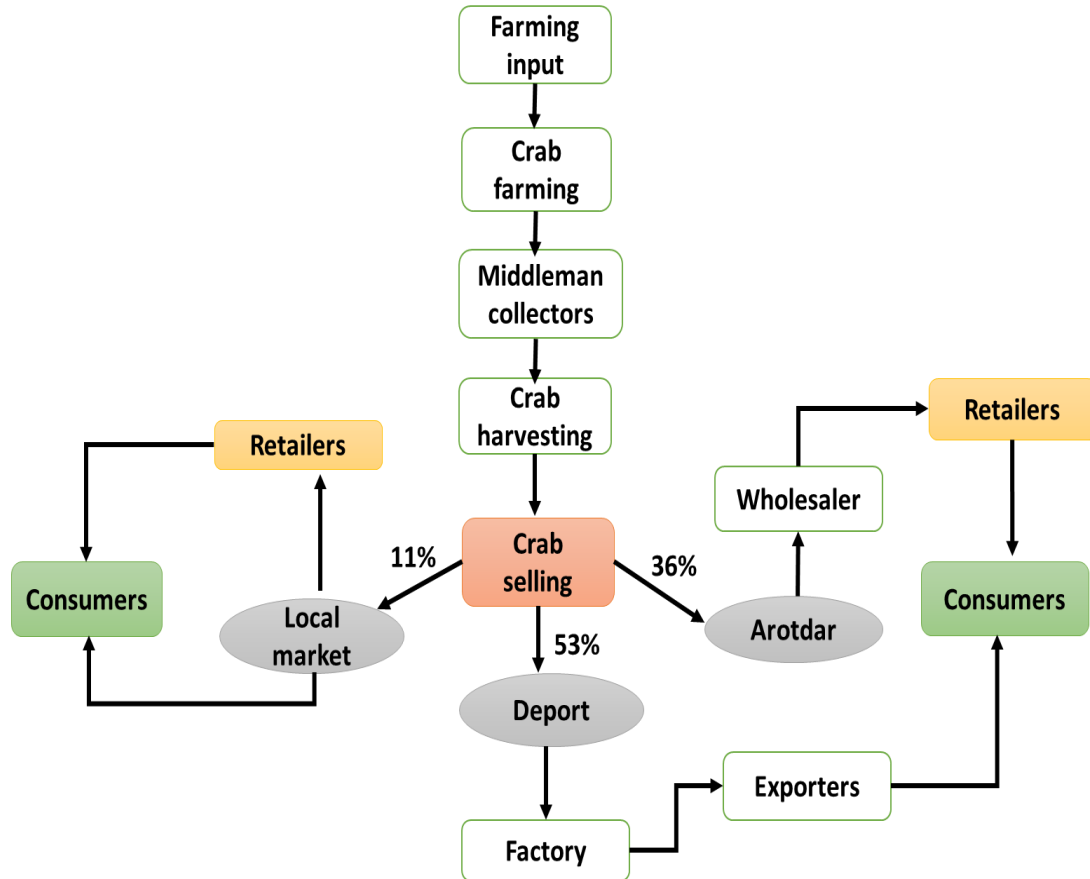 Farming
input
Crab
farming
Middleman
collectors
Crab
harvesting
Retailers
Retailers
Wholesaler
11%
Crab
selling
36%
Consumers
Local
market
Arotdar
Consumers
53%
Deport
Exporters
Factory